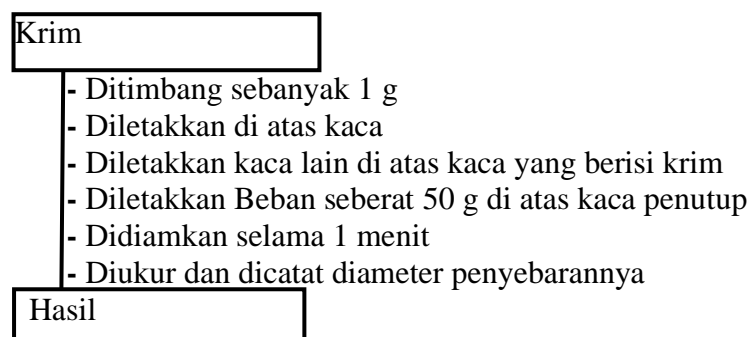 Krim
- Ditimbang sebanyak 1 g
- Diletakkan di atas kaca
- Diletakkan kaca lain di atas kaca yang berisi krim
- Diletakkan Beban seberat 50 g di atas kaca penutup
- Didiamkan selama 1 menit
- Diukur dan dicatat diameter penyebarannya
Hasil